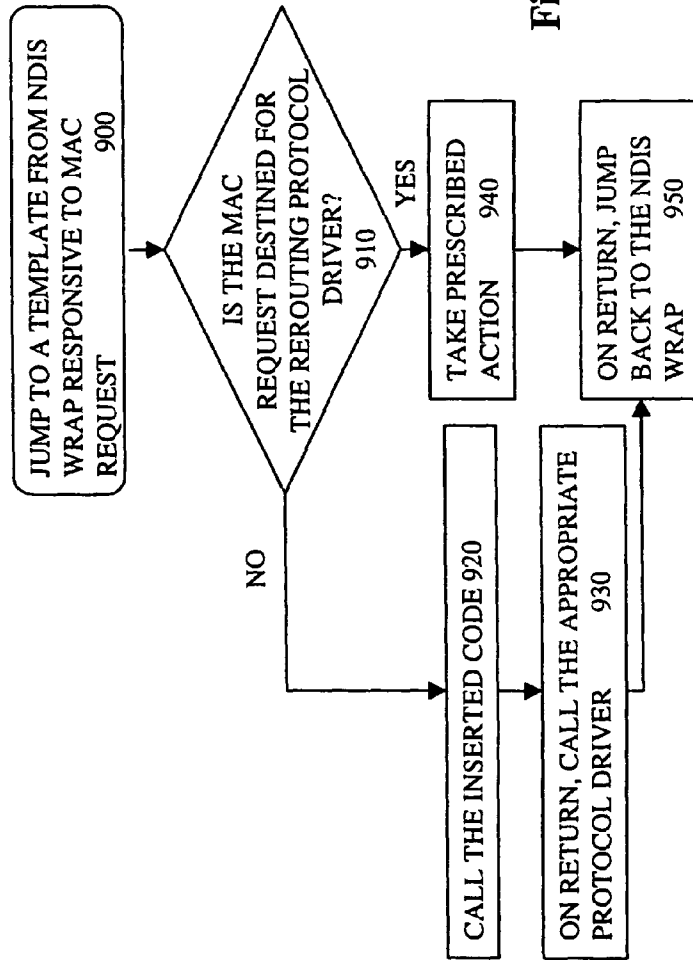 JUMP TO A TEMPLATE FROM NDIS
WRAP RESPONSIVE TO MAC
REQUEST 900
IS THE MAC
REQUEST DESTINED FOR
THE REROUTING PROTOCOL
DRIVER?
910
NO
YES
CALL THE INSERTED CODE 920
ON RETURN, CALL THE APPROPRIATE
PROTOCOL DRIVER 930
TAKE PRESCRIBED
ACTION 940
ON RETURN, JUMP
BACK TO THE NDIS
WRAP 950